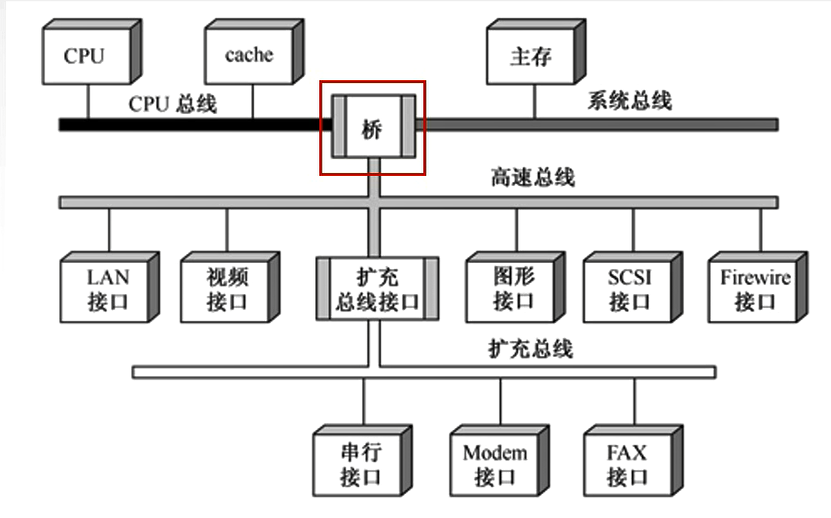 CPU
cache
主存
CPU 总线
桥
系统总线
高速总线
LAN
接口
视频
接口
扩充
总线接口
图形
接口
SCSI
接口
Firewire
接口
扩充总线
串行
接口
Modem
接口
FAX
接口